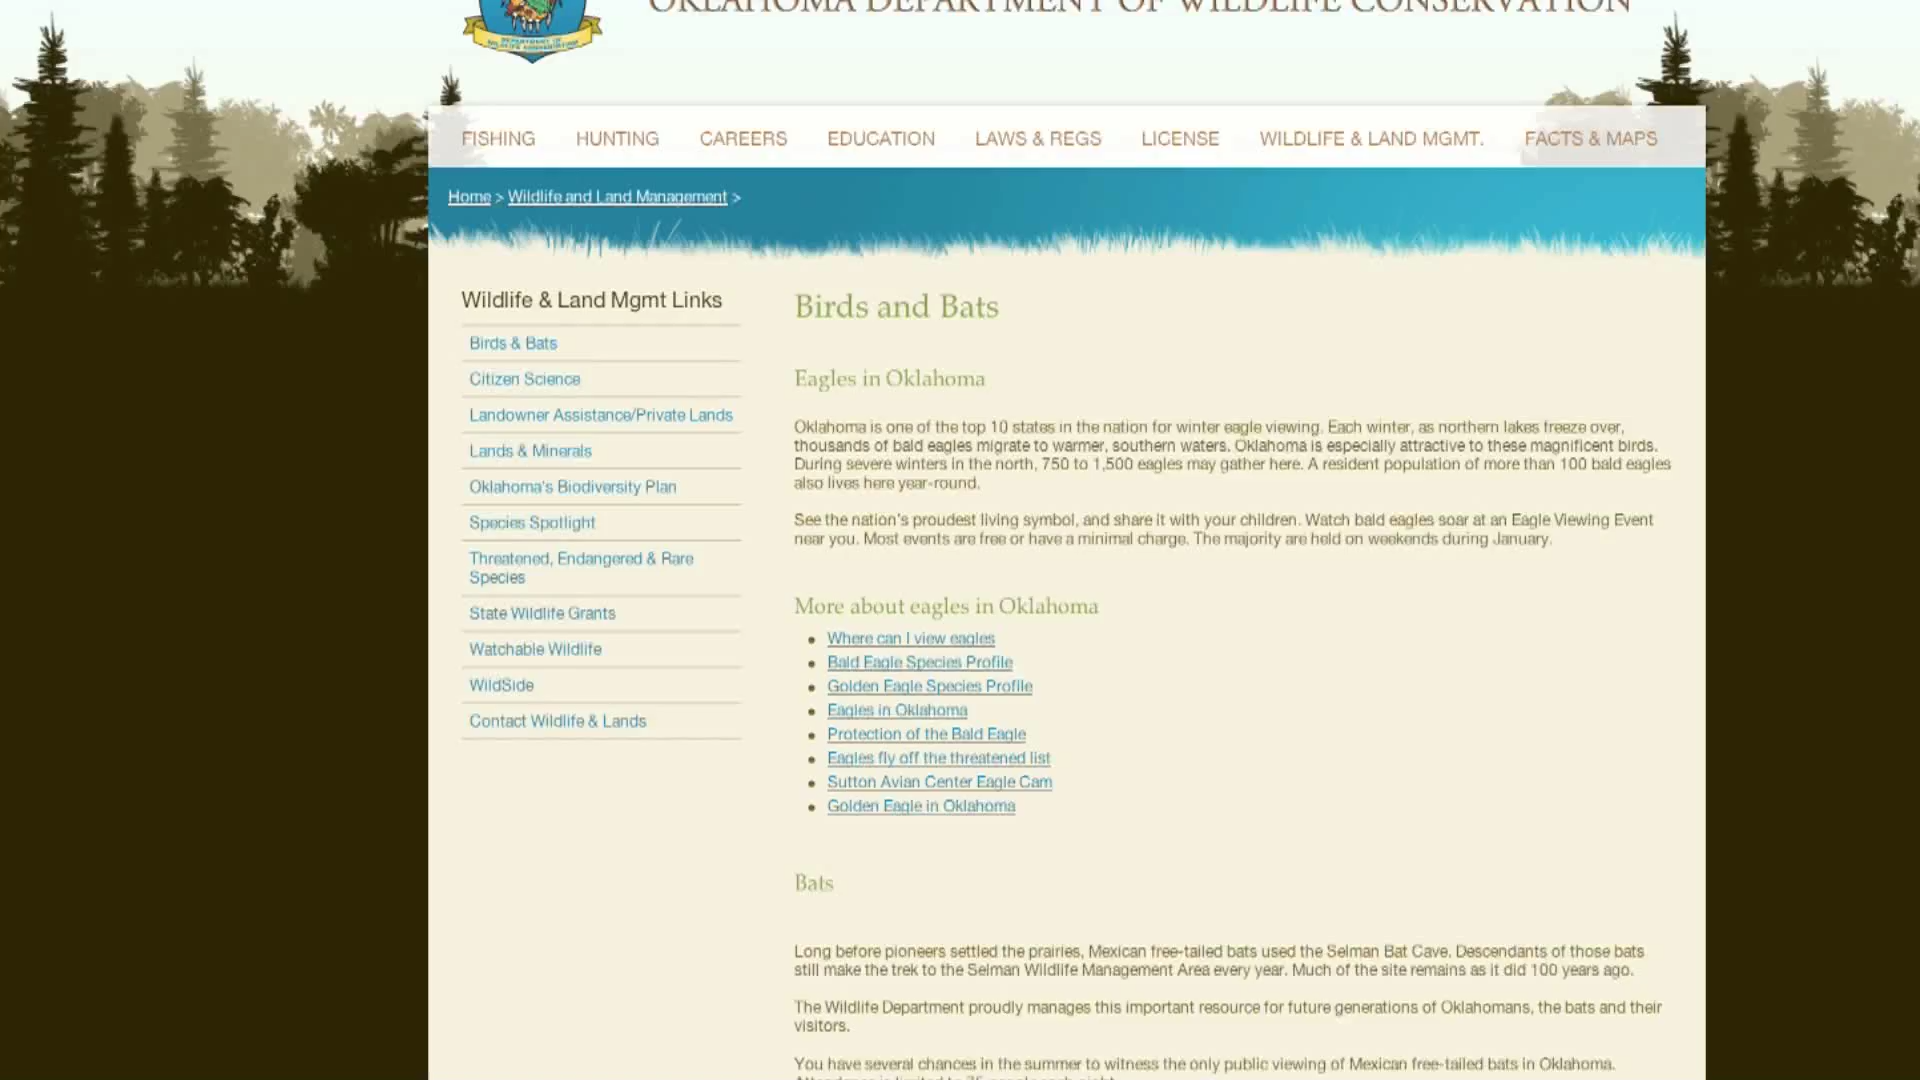 OKLAHOMA DEPARTMENT OF WILDLIFE CONSERVATION
DEPARTMENT OF
WILDLIFE CONSERVATION
FISHING HUNTING CAREERS EDUCATION LAWS & REGS LICENSE WILDLIFE & LAND MGMT. FACTS & MAPS
Home > Wildlife and Land Management >
Wildlife & Land Mgmt Links
Birds & Bats
Citizen Science
Landowner Assistance/Private Lands
Lands & Minerals
Oklahoma's Biodiversity Plan
Species Spotlight
Threatened, Endangered & Rare
Species
State Wildlife Grants
Watchable Wildlife
WildSide
Contact Wildlife & Lands
Birds and Bats
Eagles in Oklahoma
Oklahoma is one of the top 10 states in the nation for winter eagle viewing. Each winter, as northern lakes freeze over,
thousands of bald eagles migrate to warmer, southern waters. Oklahoma is especially attractive to these magnificent birds.
During severe winters in the north, 750 to 1,500 eagles may gather here. A resident population of more than 100 bald eagles
also lives here year-round.
See the nation's proudest living symbol, and share it with your children. Watch bald eagles soar at an Eagle Viewing Event
near you. Most events are free or have a minimal charge. The majority are held on weekends during January.
More about eagles in Oklahoma
Where can I view eagles
Bald Eagle Species Profile
Golden Eagle Species Profile
Eagles in Oklahoma
Protection of the Bald Eagle
Eagles fly off the threatened list
Sutton Avian Center Eagle Cam
Golden Eagle in Oklahoma
Bats
Long before pioneers settled the prairies, Mexican free-tailed bats used the Selman Bat Cave. Descendants of those bats
still make the trek to the Selman Wildlife Management Area every year. Much of the site remains as it did 100 years ago.
The Wildlife Department proudly manages this important resource for future generations of Oklahomans, the bats and their
visitors.
You have several chances in the summer to witness the only public viewing of Mexican free-tailed bats in Oklahoma.